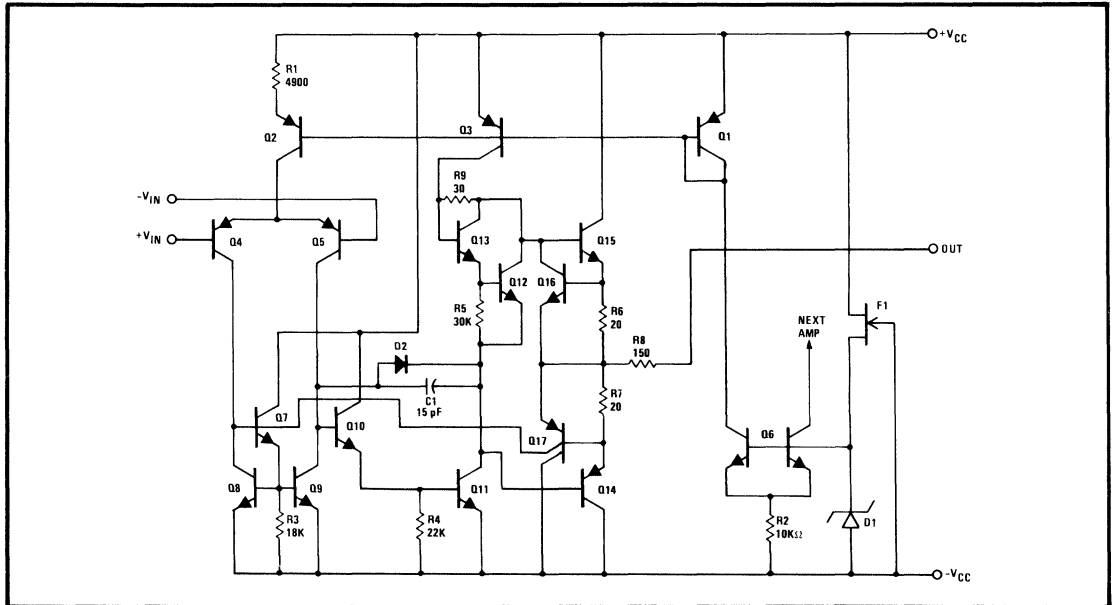 +VCC
R1
4900
Q2
Q3
Q1
R9
30
-VIN
+VIN
Q4
Q5
Q13
Q15
OUT
Q12
Q16
R5
30K
R6
20
F1
NEXT
AMP
R8
150
D2
C1
15 pF
R7
20
Q7
Q10
Q17
Q6
Q8
Q9
Q11
Q14
R3
18K
R4
22K
R2
10KΩ
D1
-VCC